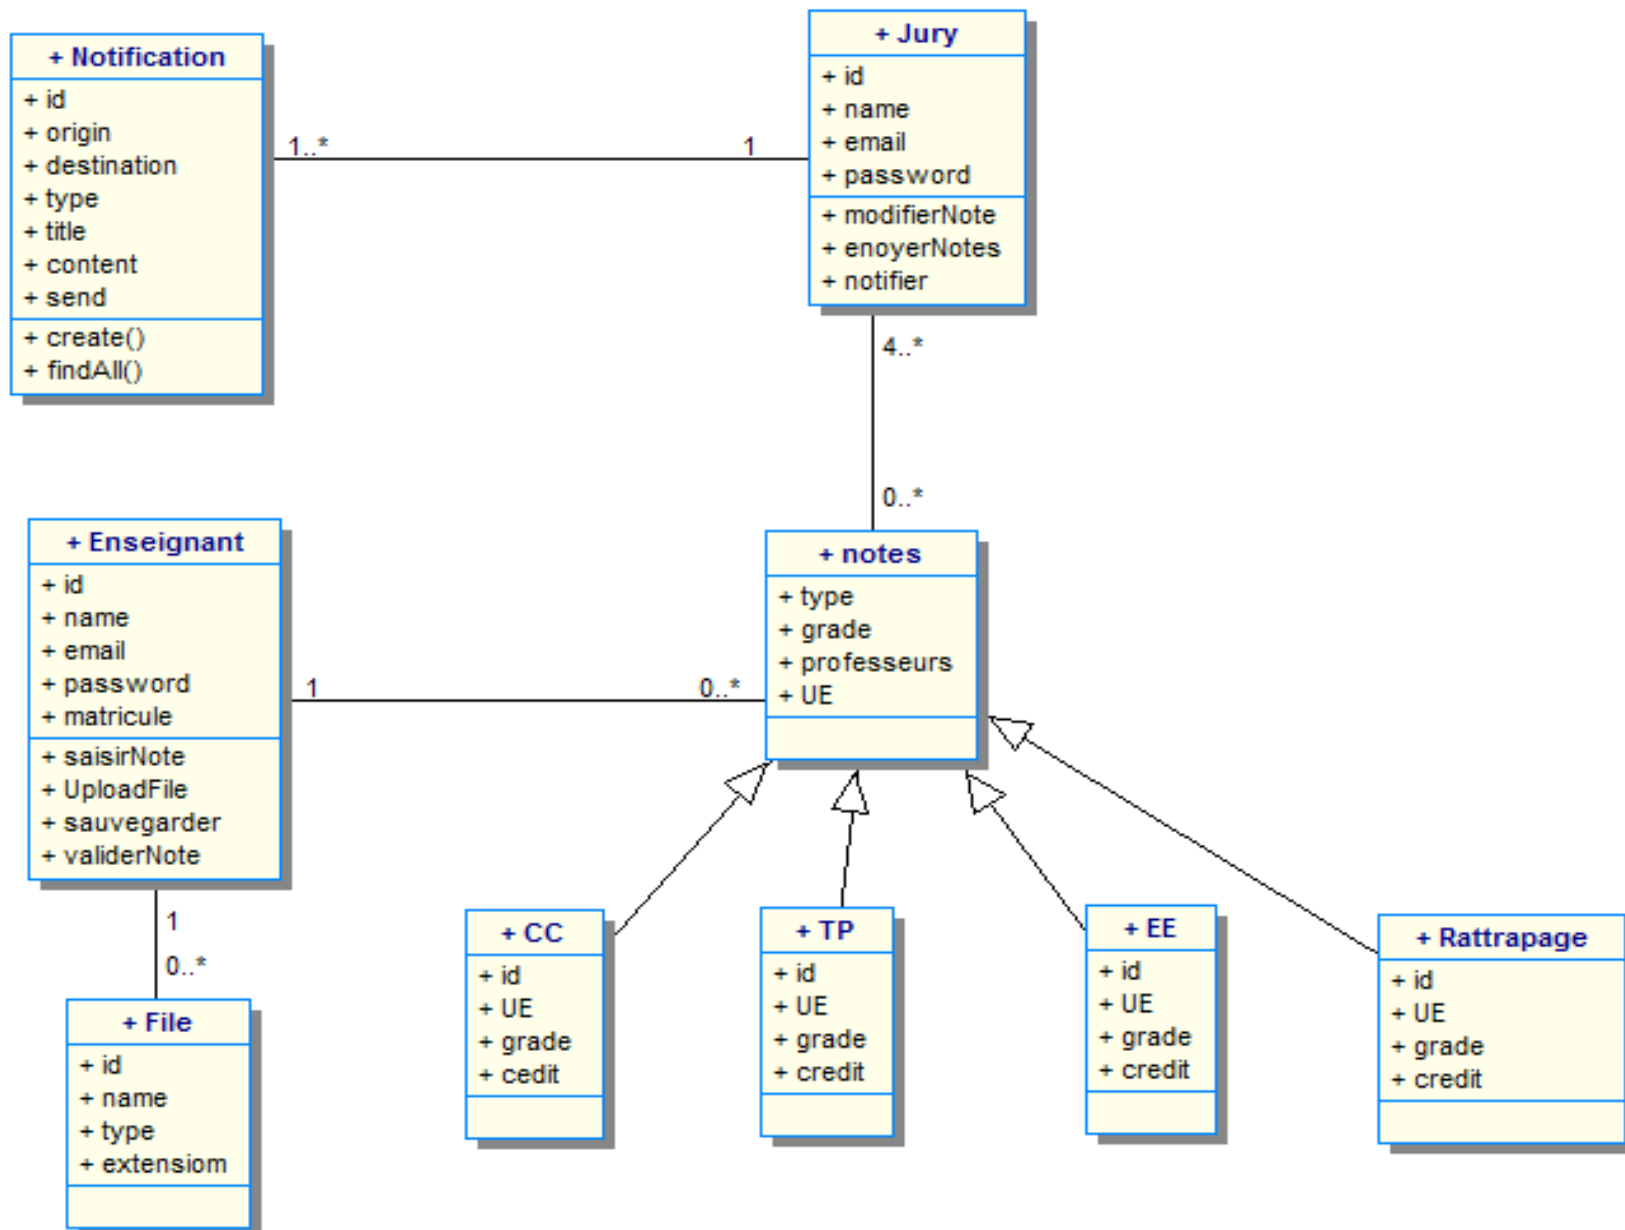 + Notification
+ id
+ origin
+ destination
+ type
+ title
+ content
+ send
+ create()
+ findAll()
1..*
1
+ Jury
+ id
+ name
+ email
+ password
+ modifierNote
+ enoyerNotes
+ notifier
4..*
0..*
+ Enseignant
+ id
+ name
+ email
+ password
+ matricule
+ saisirNote
+ UploadFile
+ sauvegarder
+ validerNote
1
0..*
+ notes
+ type
+ grade
+ professeurs
+ UE
1
0..*
+ File
+ id
+ name
+ type
+ extensiom
+ CC
+ id
+ UE
+ grade
+ cedit
+ TP
+ id
+ UE
+ grade
+ credit
+ EE
+ id
+ UE
+ grade
+ credit
+ Rattrapage
+ id
+ UE
+ grade
+ credit